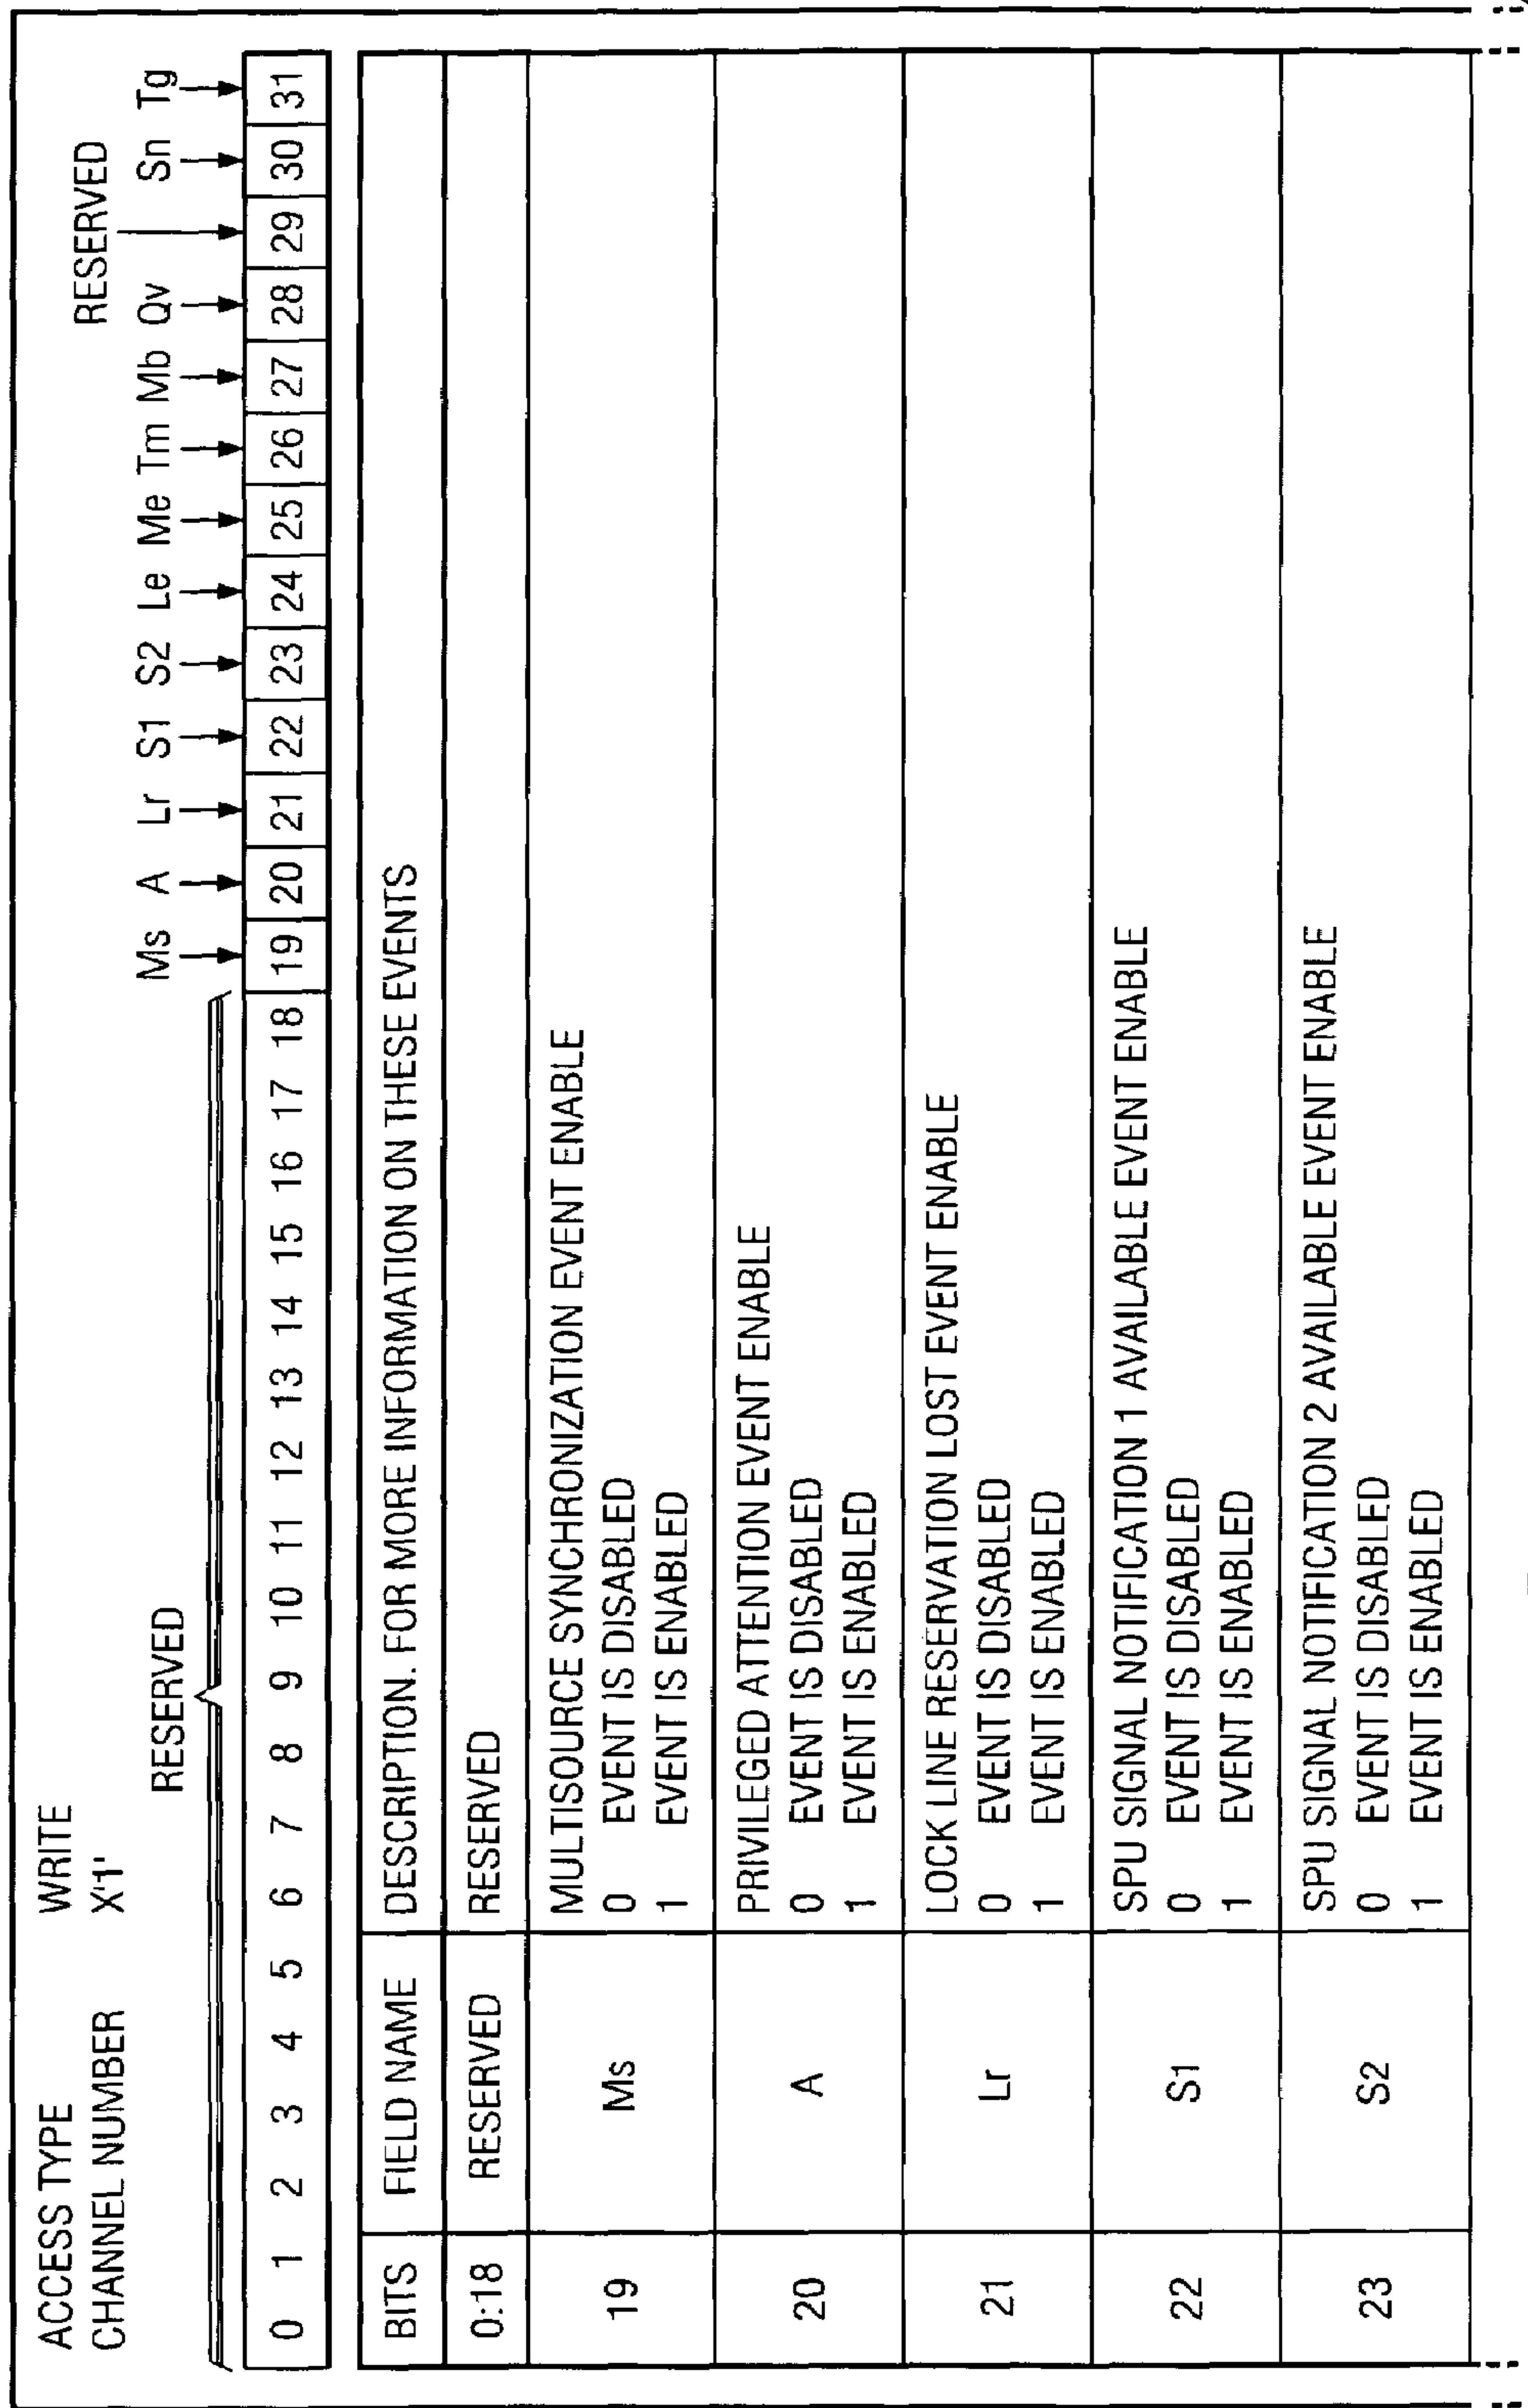 ACCESS TYPE WRITE
CHANNEL NUMBER X'1'
RESERVED
RESERVED
Ms A Lr S1 S2 Le Me Tm Mb Qv Sn Tg
0 1 2 3 4 5 6 7 8 9 10 11 12 13 14 15 16 17 18 19 20 21 22 23 24 25 26 27 28 29 30 31
BITS FIELD NAME DESCRIPTION. FOR MORE INFORMATION ON THESE EVENTS
0:18 RESERVED RESERVED
19 Ms MULTISOURCE SYNCHRONIZATION EVENT ENABLE
0 EVENT IS DISABLED
1 EVENT IS ENABLED
20 A PRIVILEGED ATTENTION EVENT ENABLE
0 EVENT IS DISABLED
1 EVENT IS ENABLED
21 Lr LOCK LINE RESERVATION LOST EVENT ENABLE
0 EVENT IS DISABLED
1 EVENT IS ENABLED
22 S1 SPU SIGNAL NOTIFICATION 1 AVAILABLE EVENT ENABLE
0 EVENT IS DISABLED
1 EVENT IS ENABLED
23 S2 SPU SIGNAL NOTIFICATION 2 AVAILABLE EVENT ENABLE
0 EVENT IS DISABLED
1 EVENT IS ENABLED